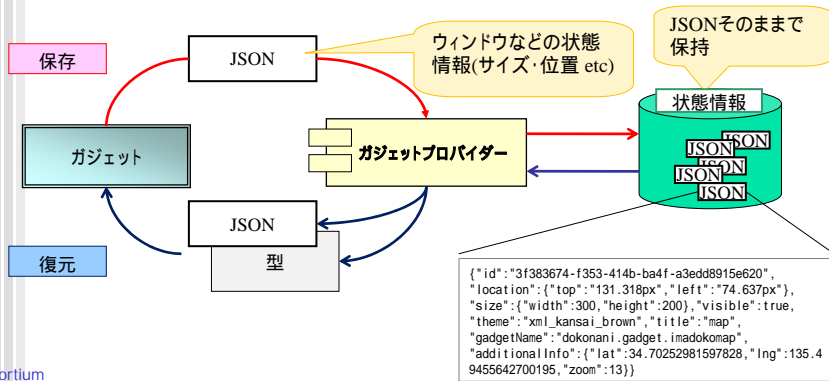 保存
JSON
ウィンドウなどの状態
情報(サイズ・位置 etc)
JSONそのままで
保持
状態情報
ガジェット
ガジェットプロバイダー
JSON
JSON
JSON
JSON
JSON
JSON
型
復元
{"id":"3f383674-f353-414b-ba4f-a3edd8915e620",
"location":{"top":"131.318px","left":"74.637px"},
"size":{"width":300,"height":200},"visible":true,
"theme":"xml_kansai_brown","title":"map",
"gadgetName":"dokonani.gadget.imadokomap",
"additionalInfo":{"lat":34.70252981597828,"lng":135.4
9455642700195,"zoom":13}}
ortium